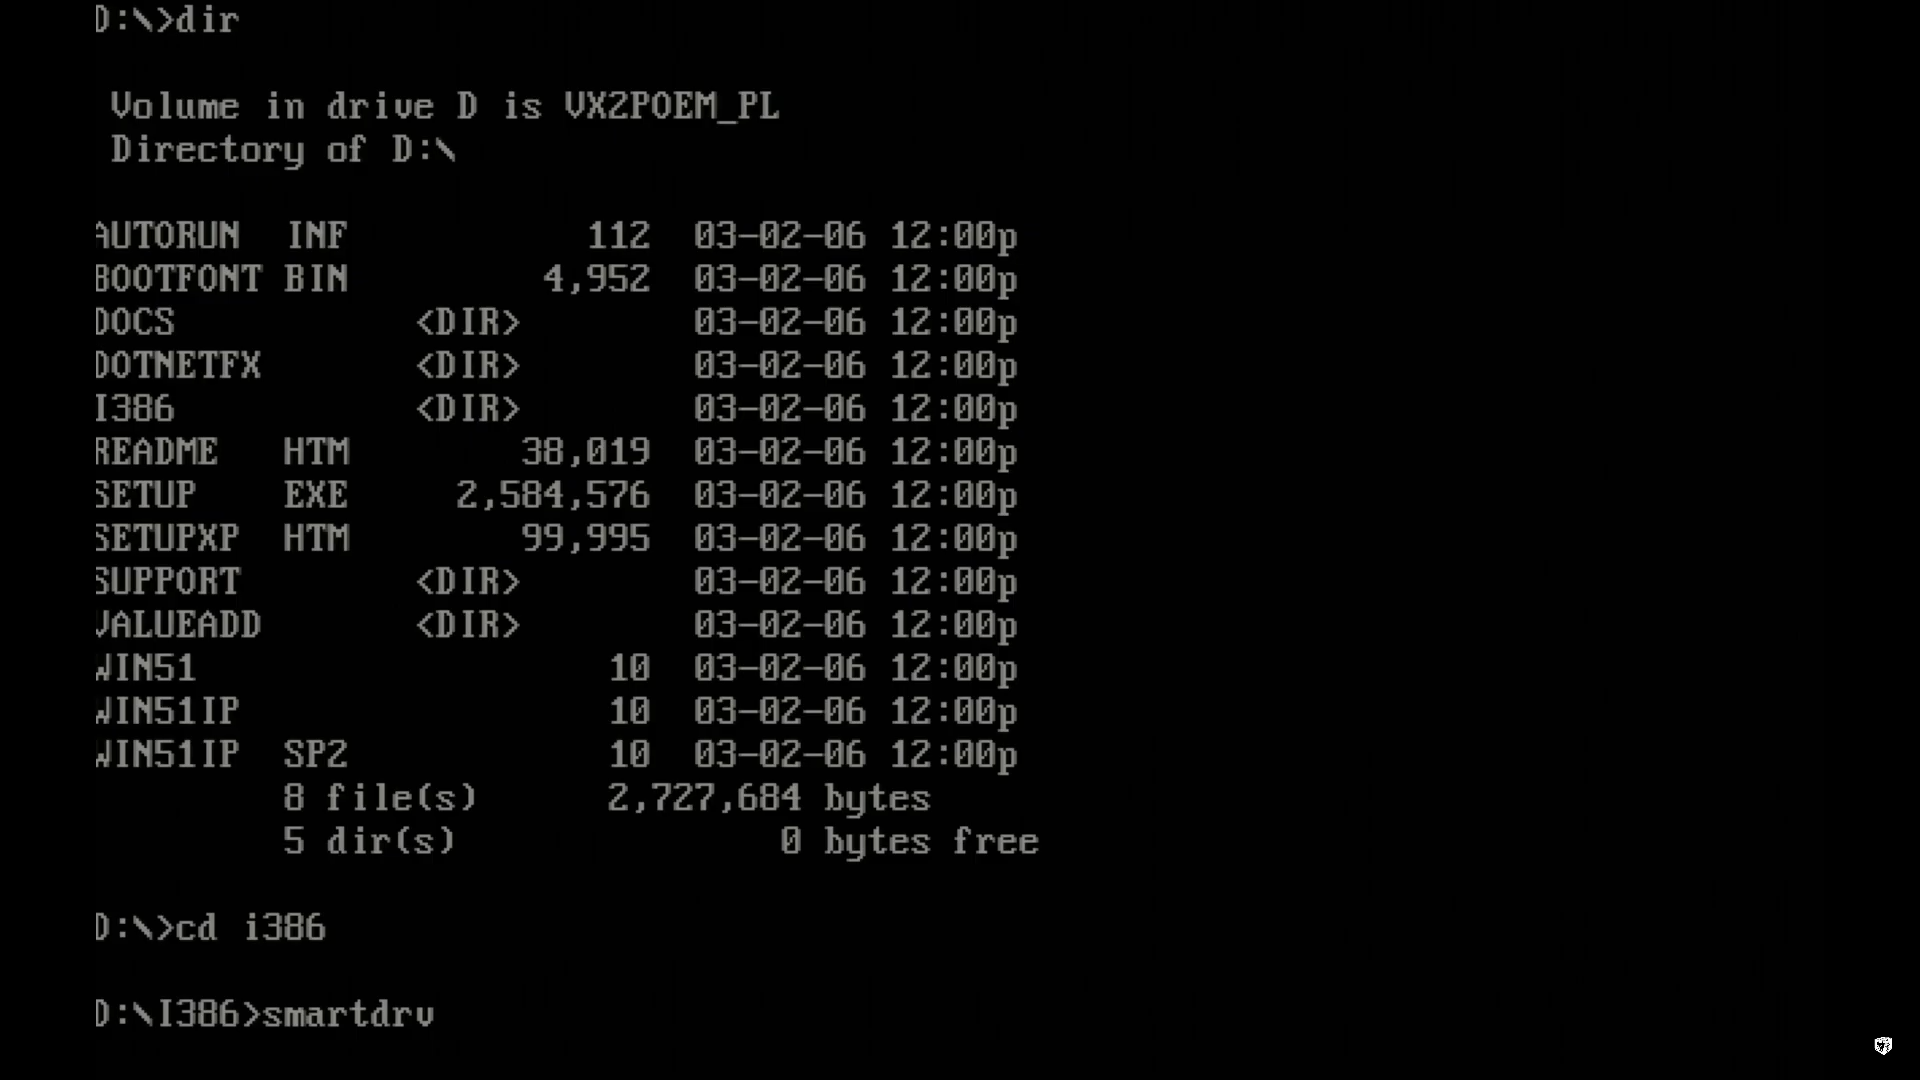 D:\>dir
Volume in drive D is VX2POEM_PL
Directory of D:\
AUTORUN INF 112 03-02-06 12:00p
BOOTFONT BIN 4,952 03-02-06 12:00p
DOCS <DIR> 03-02-06 12:00p
DOTNETFX <DIR> 03-02-06 12:00p
I386 <DIR> 03-02-06 12:00p
README HTM 38,019 03-02-06 12:00p
SETUP EXE 2,584,576 03-02-06 12:00p
SETUPXP HTM 99,995 03-02-06 12:00p
SUPPORT <DIR> 03-02-06 12:00p
VALUEADD <DIR> 03-02-06 12:00p
WIN51 10 03-02-06 12:00p
WIN51IP 10 03-02-06 12:00p
WIN51IP SP2 10 03-02-06 12:00p
8 file(s) 2,727,684 bytes
5 dir(s) 0 bytes free
D:\>cd i386
D:\I386>smartdrv